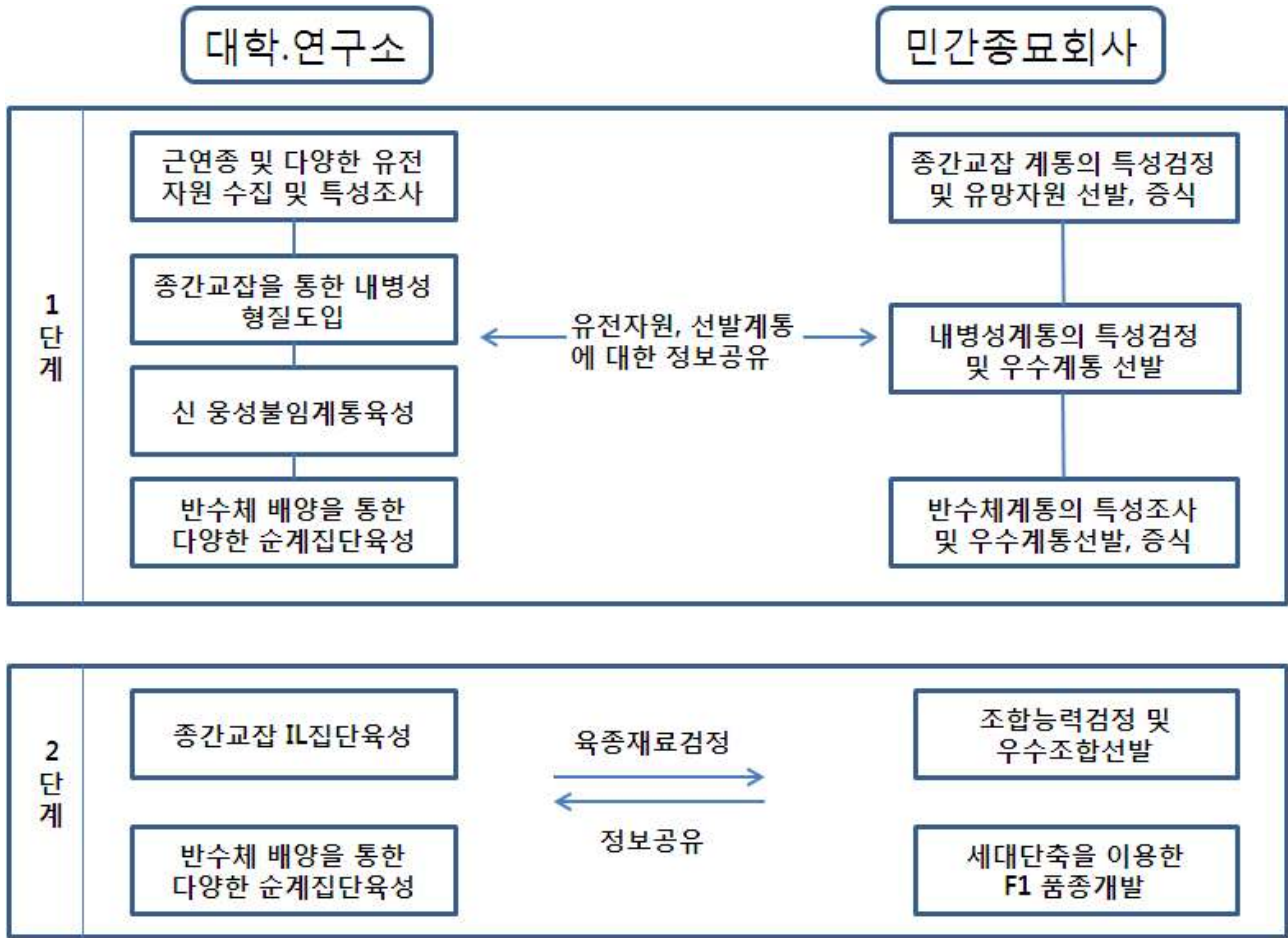 대학.연구소
민간종묘회사
1
단
계
근연종 및 다양한 유전
자원 수집 및 특성조사
종간교잡을 통한 내병성
형질도입
신 웅성불임계통육성
반수체 배양을 통한
다양한 순계집단육성
유전자원, 선발계통
에 대한 정보공유
종간교잡 계통의 특성검정
및 유망자원 선발, 증식
내병성계통의 특성검정
및 우수계통 선발
반수체계통의 특성조사
및 우수계통선발, 증식
2
단
계
종간교잡 IL집단육성
반수체 배양을 통한
다양한 순계집단육성
육종재료검정
정보공유
조합능력검정 및
우수조합선발
세대단축을 이용한
F1 품종개발